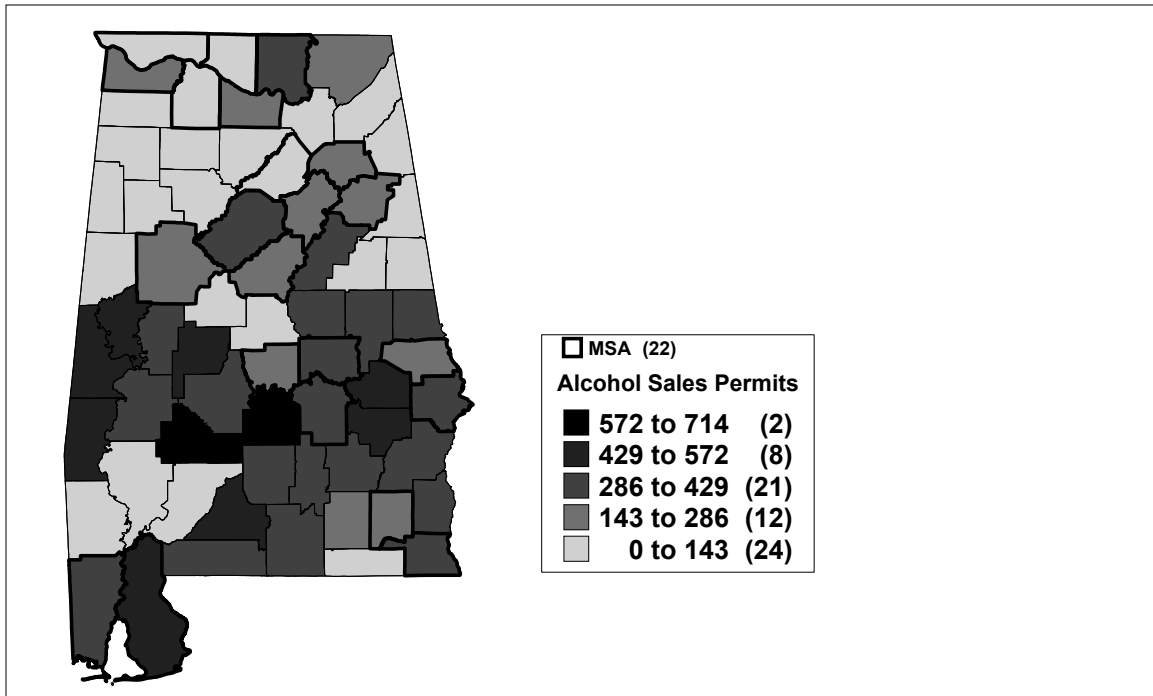 MSA (22)
Alcohol Sales Permits
572 to 714 (2)
429 to 572 (8)
286 to 429 (21)
143 to 286 (12)
0 to 143 (24)